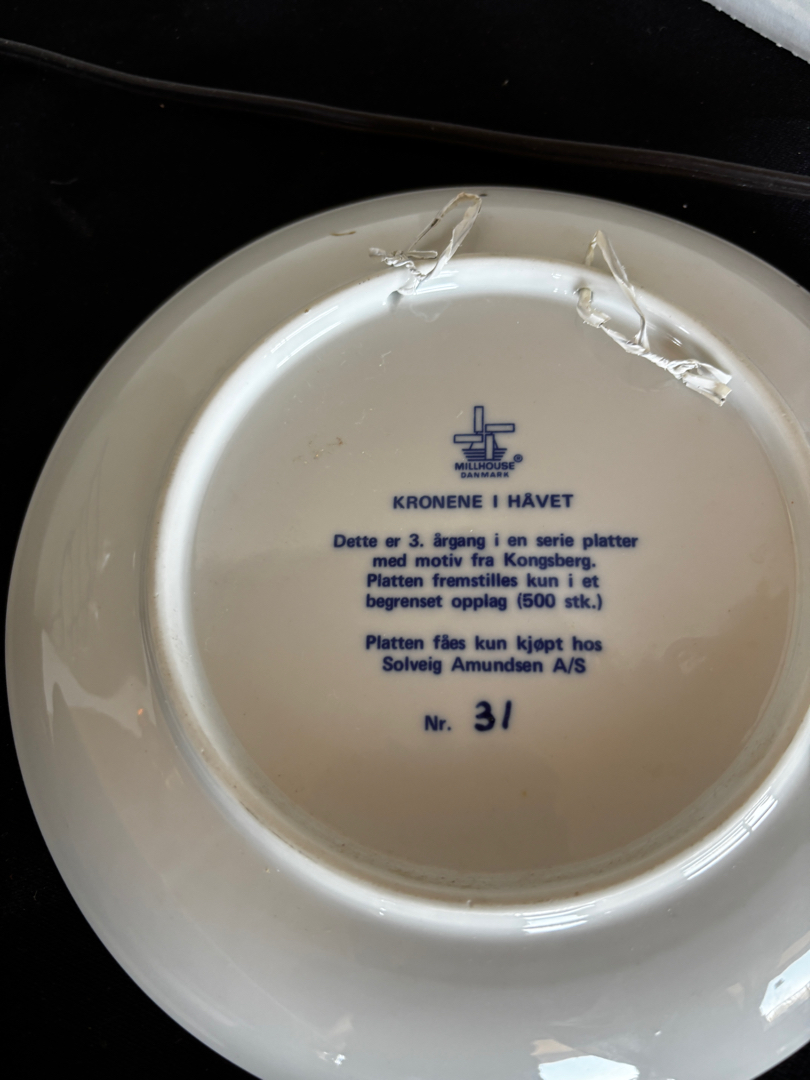 MILLHOUSE®
DANMARK
KRONENE I HÅVET
Dette er 3. årgang i en serie platter
med motiv fra Kongsberg.
Platten fremstilles kun i et
begrenset opplag (500 stk.)
Platten fåes kun kjøpt hos
Solveig Amundsen A/S
Nr. 31